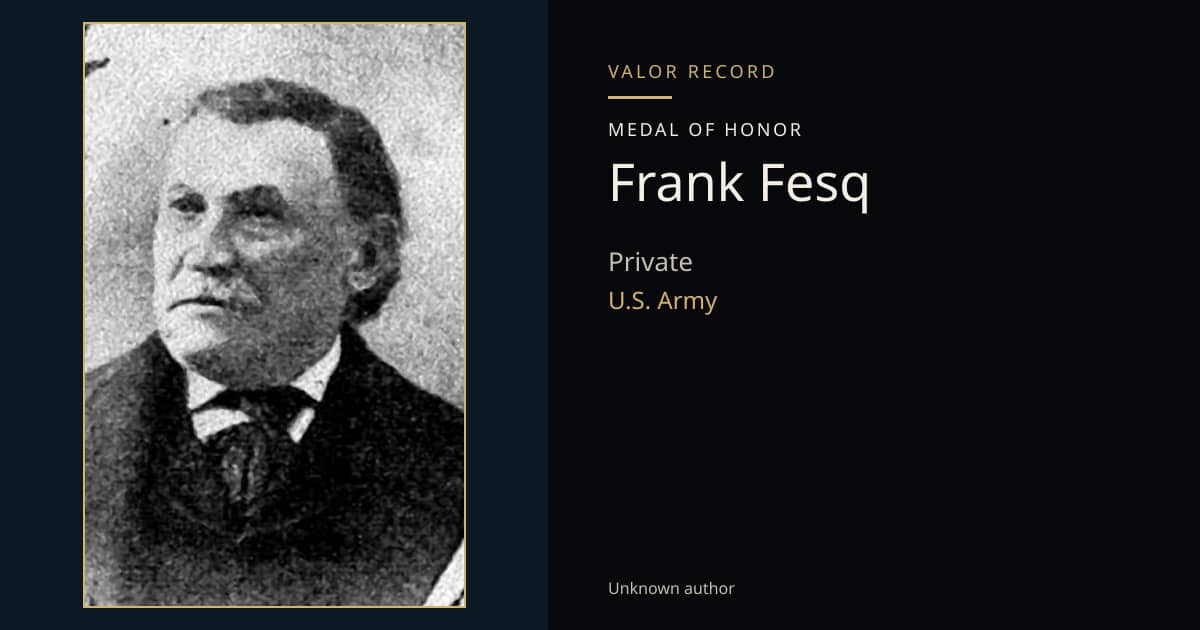 VALOR RECORD
MEDAL OF HONOR
Frank Fesq
Private
U.S. Army
Unknown author